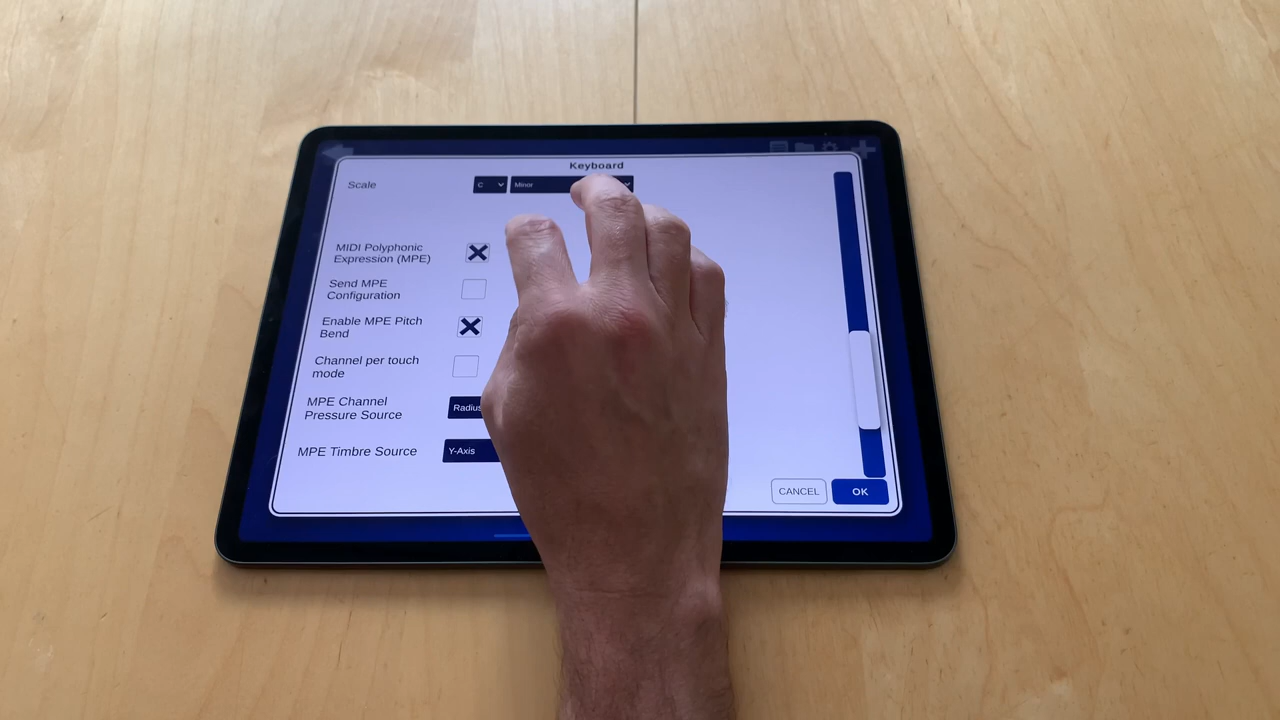 Keyboard
Scale C Minor
MIDI Polyphonic
Expression (MPE)
Send MPE
Configuration
Enable MPE Pitch
Bend
Channel per touch
mode
MPE Channel
Pressure Source Radius
MPE Timbre Source Y-Axis
CANCEL OK